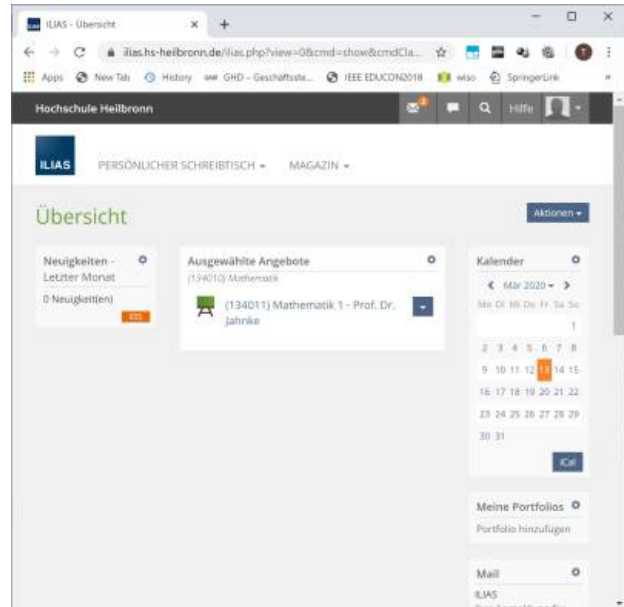 ILIAS - Übersicht
ilias.hs-heilbronn.de/ilias.php?view=0&cmd=show&cmdCla...
Apps New Tab History GHD - Geschäftsste... IEEE EDUCON2018 wiso SpringerLink »
Hochschule Heilbronn
Hilfe
ILIAS
PERSÖNLICHER SCHREIBTISCH
MAGAZIN
Übersicht
Aktionen
Neuigkeiten -
Letzter Monat
0 Neuigkeit(en)
RSS
Ausgewählte Angebote
(134010) Mathematik
(134011) Mathematik 1 - Prof. Dr.
Jahnke
Kalender
Mär 2020
Mo Di Mi Do Fr Sa So
1
2 3 4 5 6 7 8
9 10 11 12 13 14 15
16 17 18 19 20 21 22
23 24 25 26 27 28 29
30 31
iCal
Meine Portfolios
Portfolio hinzufügen
Mail
ILIAS